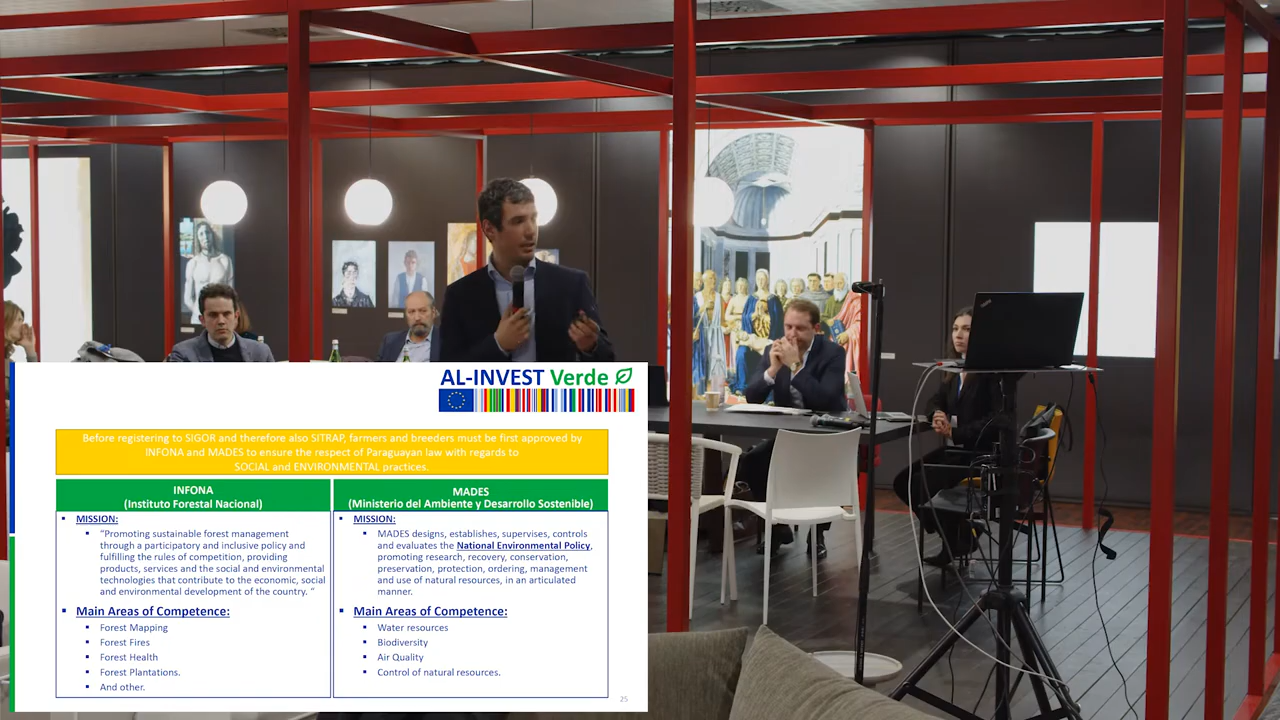 AL-INVEST Verde
Before registering to SIGOR and therefore also SITRAP, farmers and breeders must be first approved by
INFONA and MADES to ensure the respect of Paraguayan law with regards to
SOCIAL and ENVIRONMENTAL practices.
INFONA
(Instituto Forestal Nacional)
MISSION:
"Promoting sustainable forest management
through a participatory and inclusive policy and
fulfilling the rules of competition, providing
products, services and the social and environmental
technologies that contribute to the economic, social
and environmental development of the country. "
Main Areas of Competence:
Forest Mapping
Forest Fires
Forest Health
Forest Plantations.
And other.
MADES
(Ministerio del Ambiente y Desarrollo Sostenible)
MISSION:
MADES designs, establishes, supervises, controls
and evaluates the National Environmental Policy,
promoting research, recovery, conservation,
preservation, protection, ordering, management
and use of natural resources, in an articulated
manner.
Main Areas of Competence:
Water resources
Biodiversity
Air Quality
Control of natural resources.
25
ThinkPad